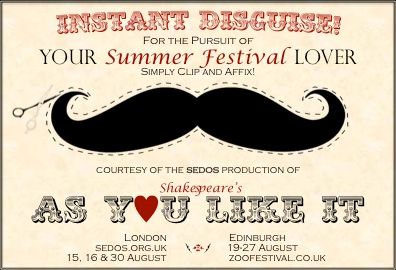 INSTANT DISGUISE!
FOR THE PURSUIT OF
YOUR Summer Festival LOVER
SIMPLY CLIP AND AFFIX!
COURTESY OF THE SEDOS PRODUCTION OF
Shakespeare's
AS Y♥U LIKE IT
LONDON
SEDOS.ORG.UK
15, 16 & 30 AUGUST
EDINBURGH
19-27 AUGUST
ZOOFESTIVAL.CO.UK